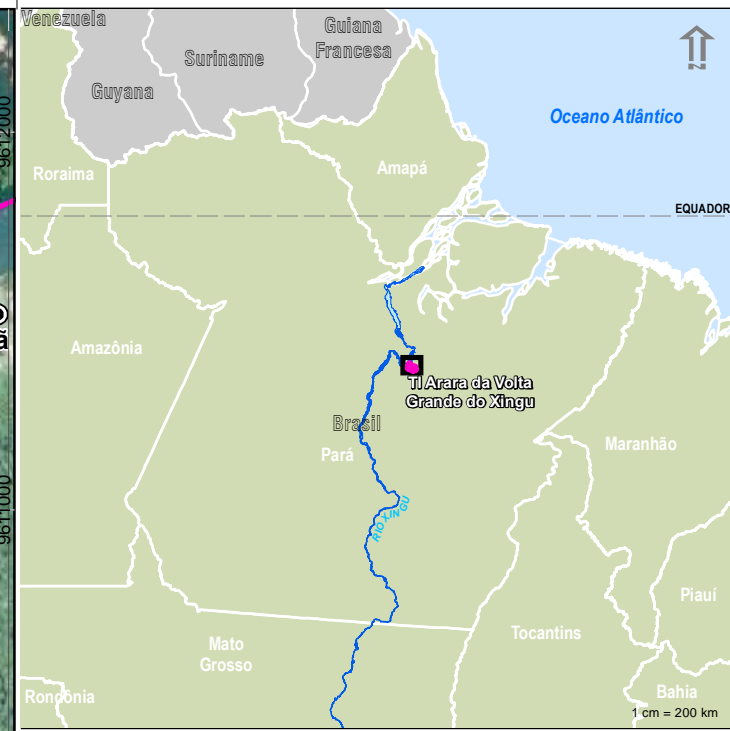 Venezuela
Guiana
Francesa
Suriname
Guyana
N
9612000
Oceano Atlântico
Roraima
Amapá
EQUADOR
ã
Amazônia
TI Arara da Volta
Grande do Xingu
Brasil
Pará
Maranhão
RIO XINGU
9611000
Piauí
Tocantins
Mato
Grosso
Rondônia
Bahia
1 cm = 200 km